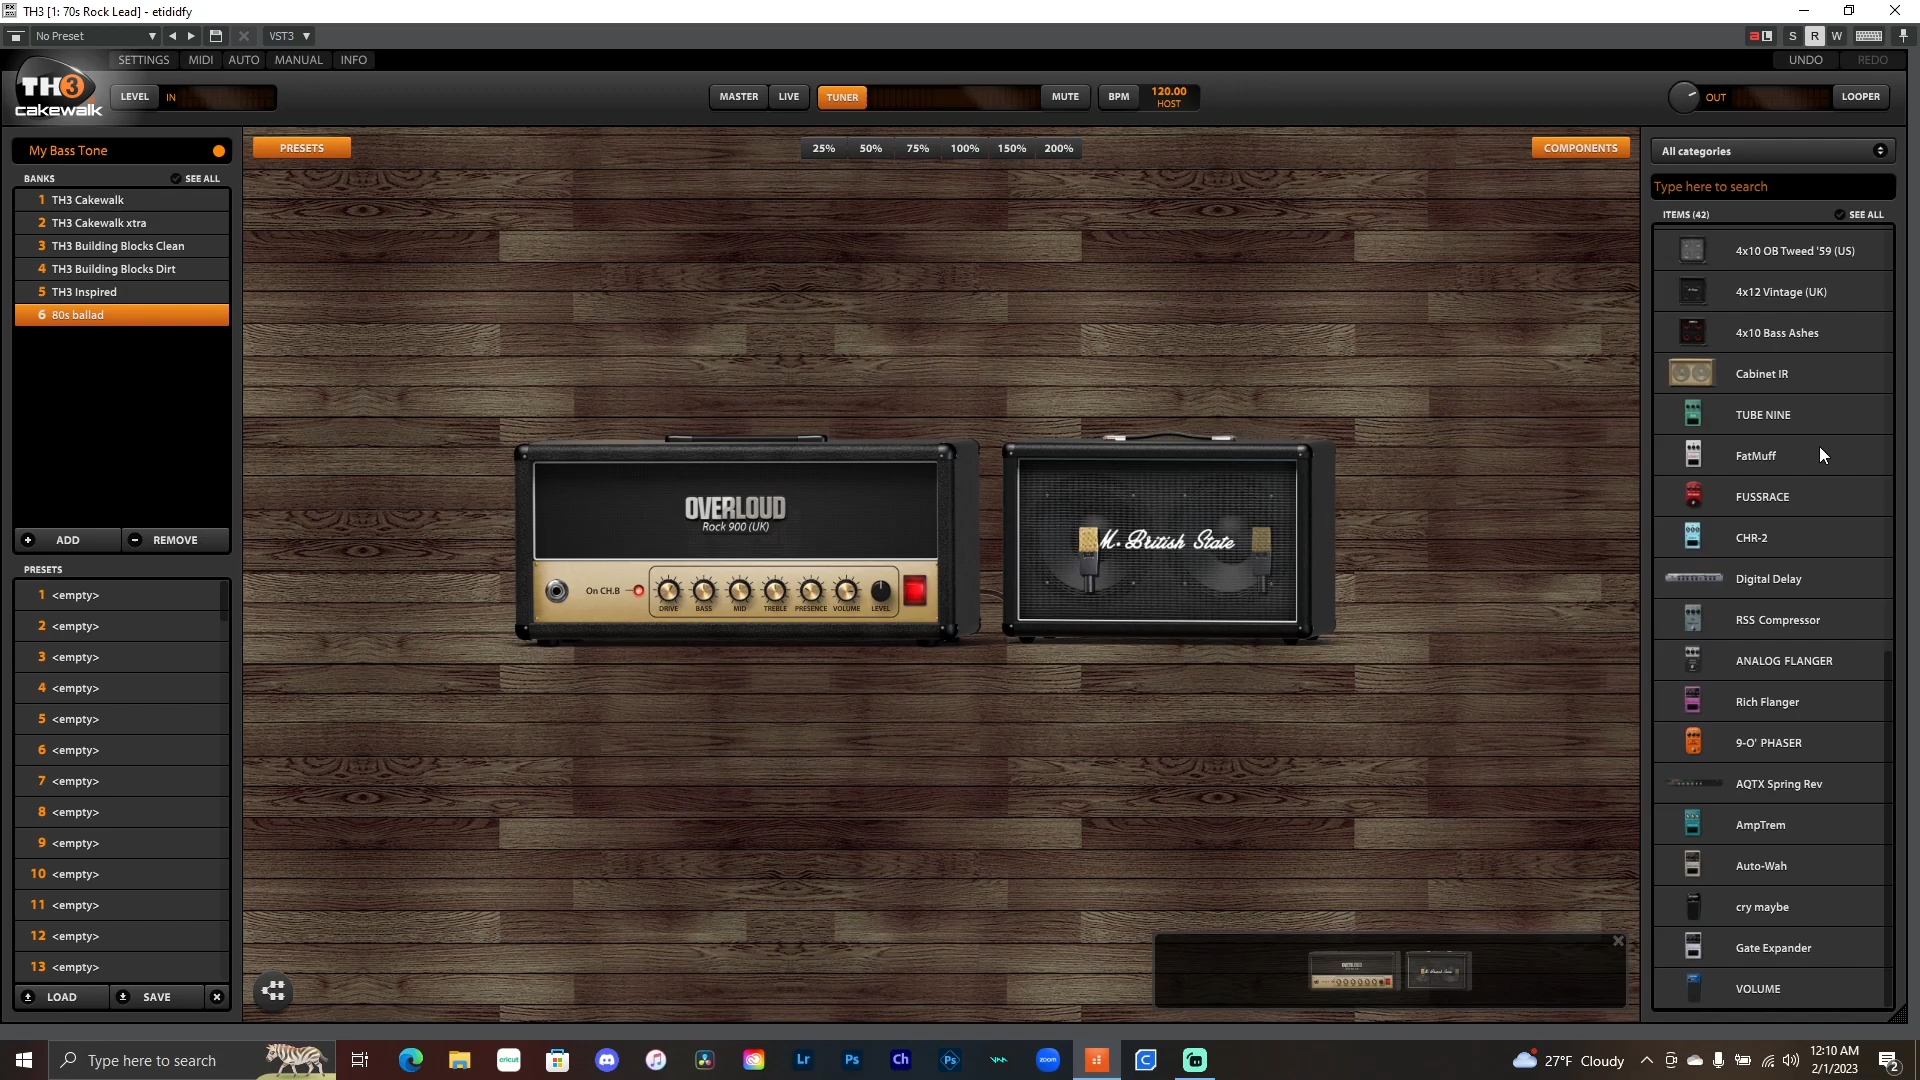 TH3 [1: 70s Rock Lead] - etididfy
No Preset
VST3
S R W
SETTINGS MIDI AUTO MANUAL INFO
UNDO REDO
TH3
cakewalk
LEVEL IN
MASTER LIVE TUNER MUTE BPM 120.00
HOST
OUT LOOPER
My Bass Tone
BANKS SEE ALL
1 TH3 Cakewalk
2 TH3 Cakewalk xtra
3 TH3 Building Blocks Clean
4 TH3 Building Blocks Dirt
5 TH3 Inspired
6 80s ballad
ADD REMOVE
PRESETS
1 <empty>
2 <empty>
3 <empty>
4 <empty>
5 <empty>
6 <empty>
7 <empty>
8 <empty>
9 <empty>
10 <empty>
11 <empty>
12 <empty>
13 <empty>
LOAD SAVE
PRESETS 25% 50% 75% 100% 150% 200% COMPONENTS
OVERLOUD
Rock 900 (UK)
On CH.B
DRIVE BASS MID TREBLE PRESENCE VOLUME LEVEL
M. British State
All categories
Type here to search
ITEMS (42) SEE ALL
4x10 OB Tweed '59 (US)
4x12 Vintage (UK)
4x10 Bass Ashes
Cabinet IR
TUBE NINE
FatMuff
FUSSRACE
CHR-2
Digital Delay
RSS Compressor
ANALOG FLANGER
Rich Flanger
9-O' PHASER
AQTX Spring Rev
AmpTrem
Auto-Wah
cry maybe
Gate Expander
VOLUME
Type here to search
cricut
Lr
Ps
Ch
Ps
zoom
27°F Cloudy
12:10 AM
2/1/2023
2